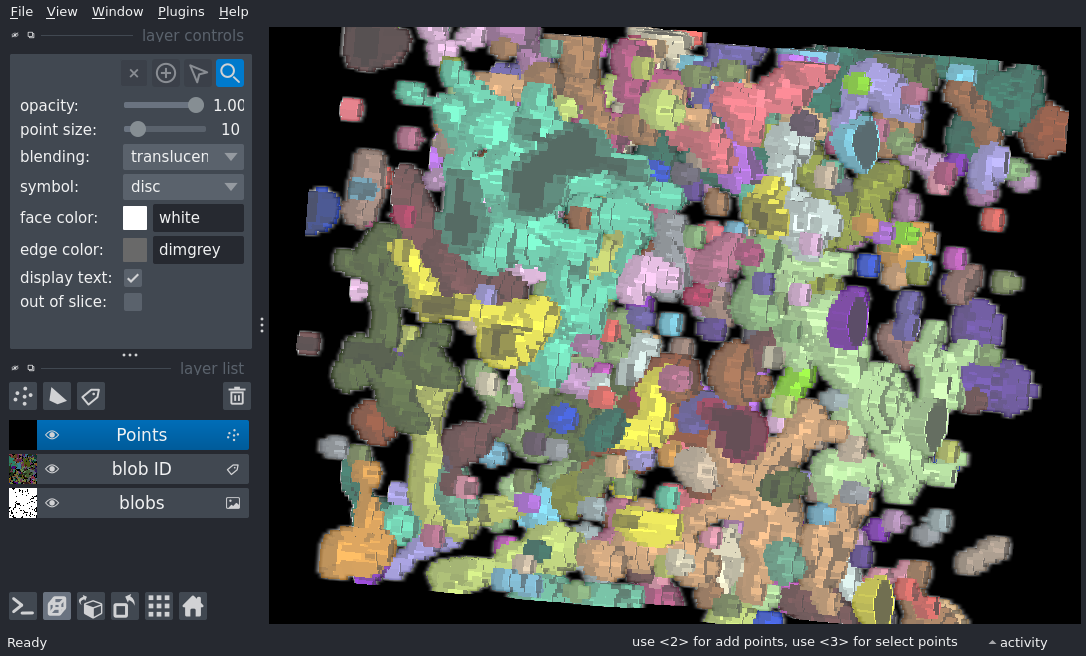 File View Window Plugins Help
layer controls
opacity: 1.00
point size: 10
blending: translucen
symbol: disc
face color: white
edge color: dimgrey
display text:
out of slice:
layer list
Points
blob ID
blobs
Ready use <2> for add points, use <3> for select points activity